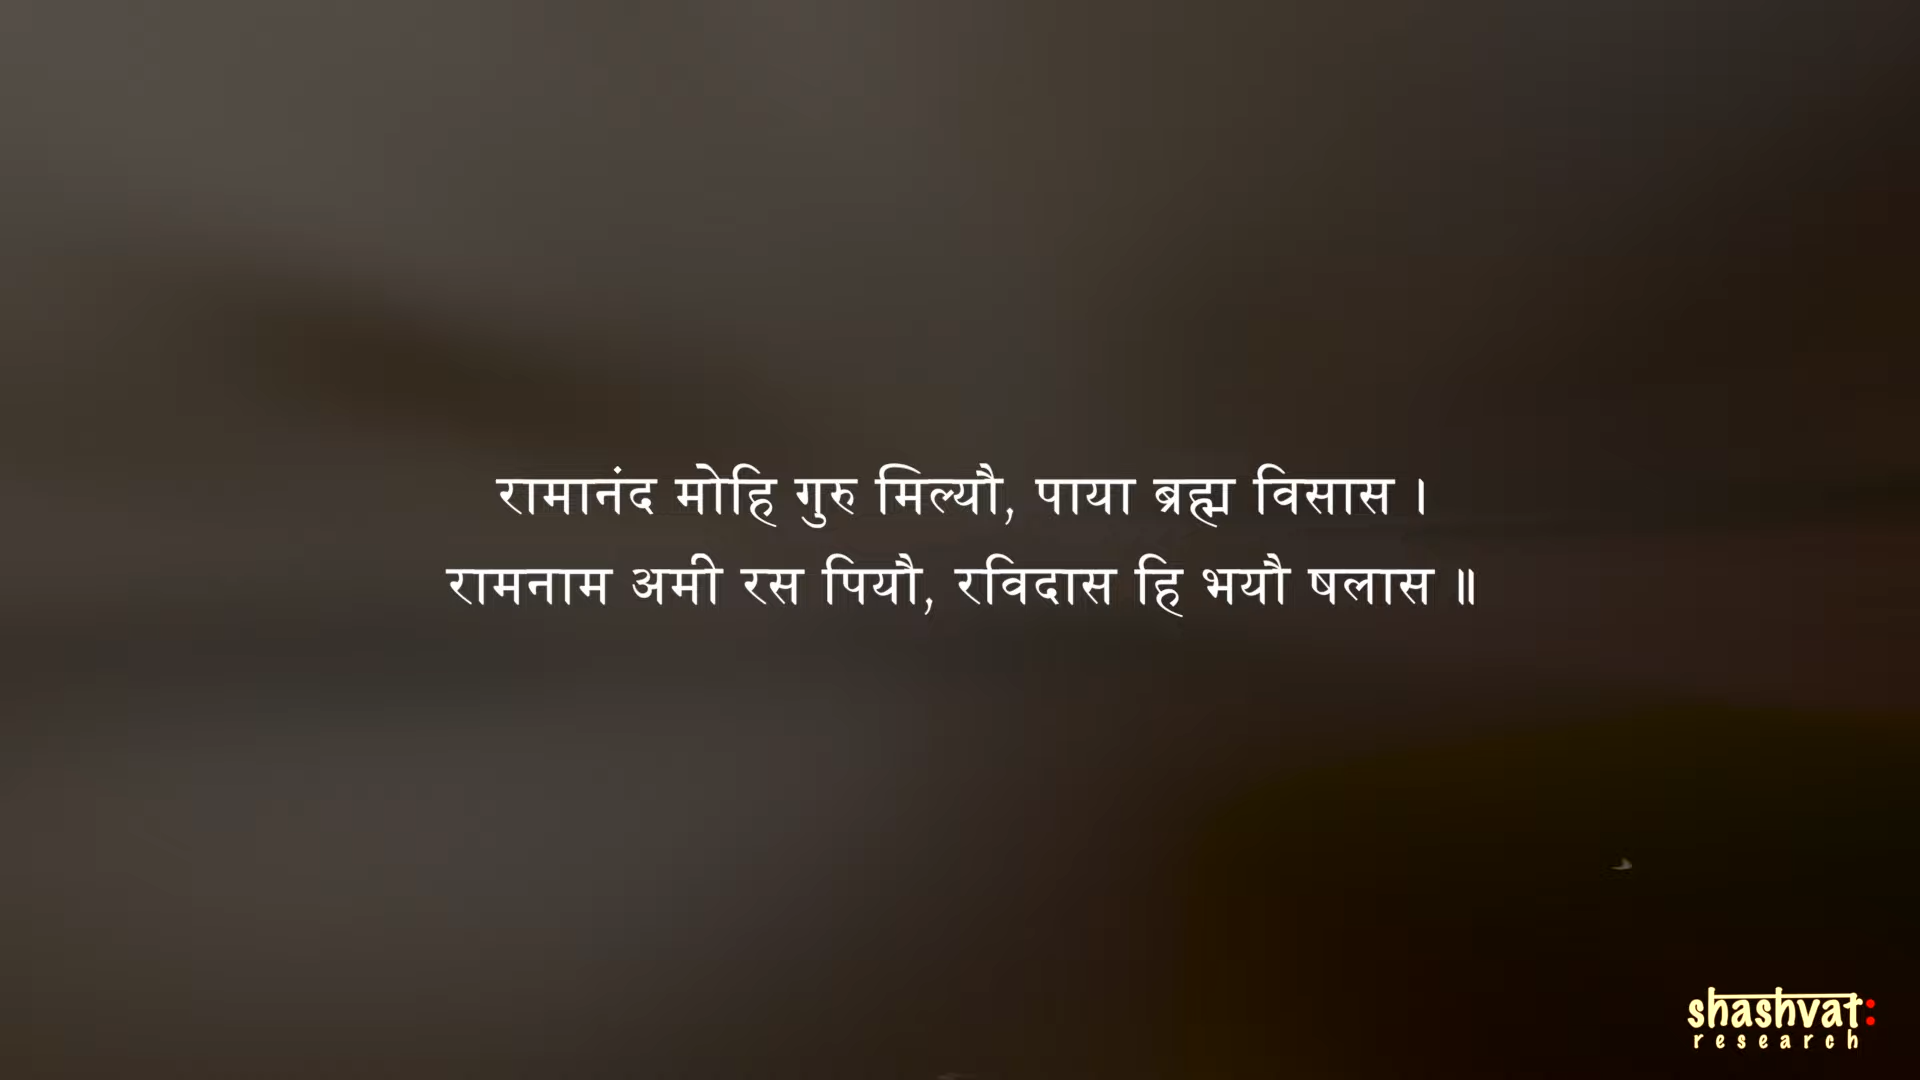 रामानंद मोहि गुरु मिल्यौ, पाया ब्रह्म विसास ।
रामनाम अमी रस पियौ, रविदास हि भयौ षलास ॥
shashvat:
research